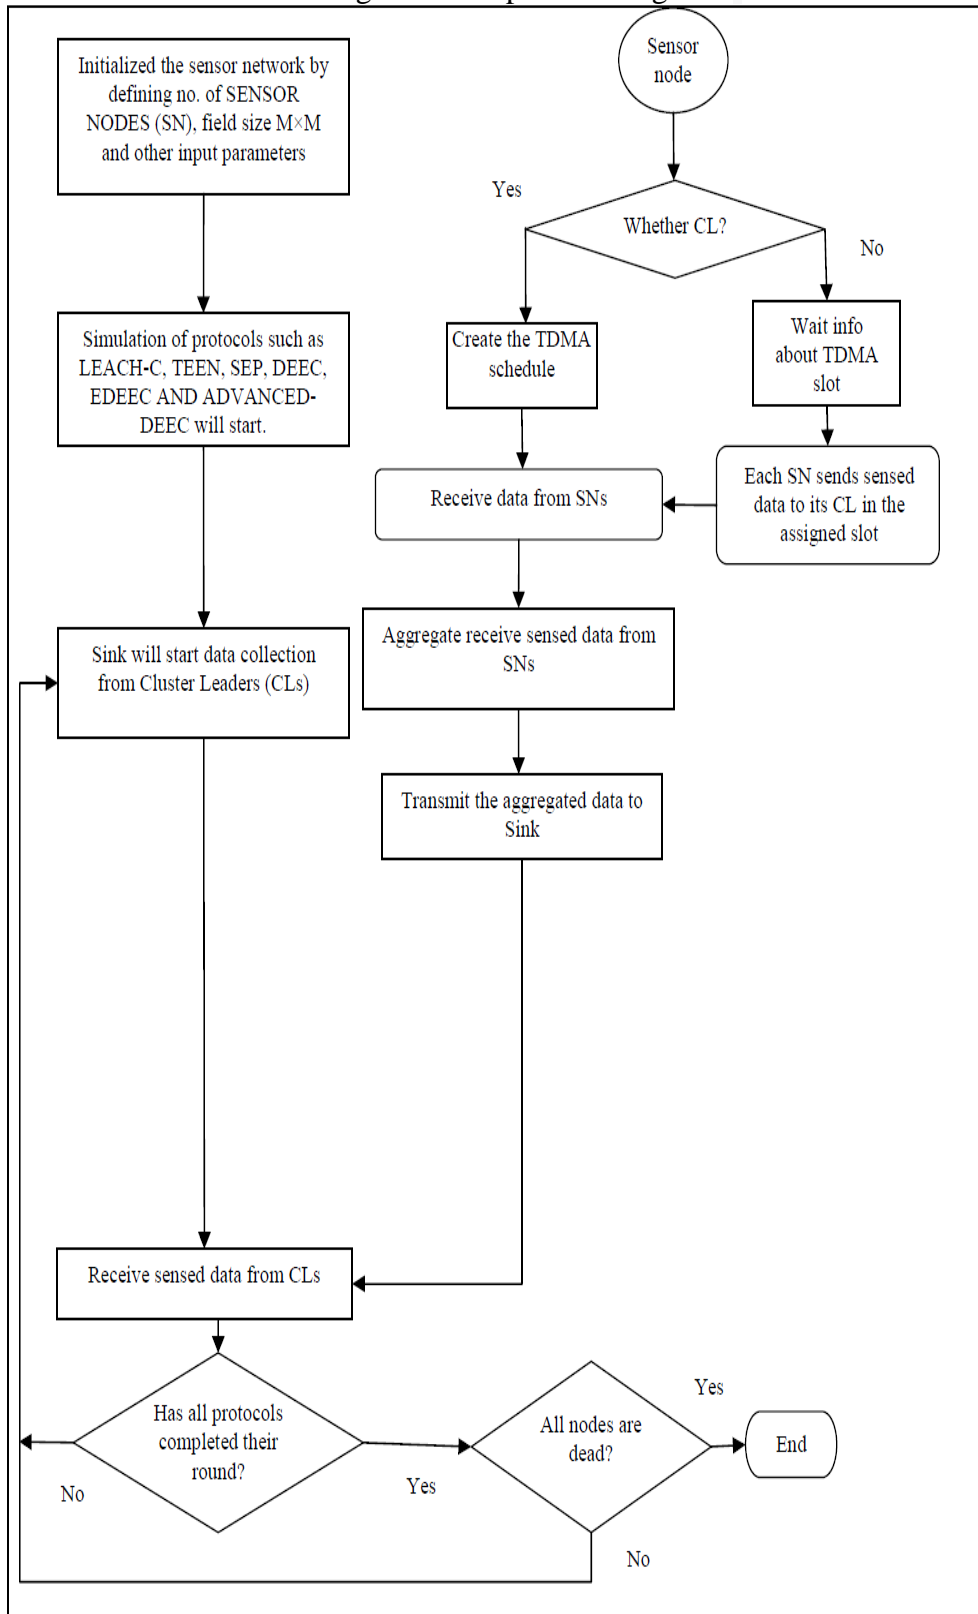 Initialized the sensor network by
defining no. of SENSOR
NODES (SN), field size M×M
and other input parameters
Simulation of protocols such as
LEACH-C, TEEN, SEP, DEEC,
EDEEC AND ADVANCED-
DEEC will start.
Sink will start data collection
from Cluster Leaders (CLs)
Sensor
node
Yes
Whether CL?
No
Create the TDMA
schedule
Wait info
about TDMA
slot
Receive data from SNs
Each SN sends sensed
data to its CL in the
assigned slot
Aggregate receive sensed data from
SNs
Transmit the aggregated data to
Sink
Receive sensed data from CLs
Has all protocols
completed their
round?
No
Yes
All nodes are
dead?
Yes
No
End